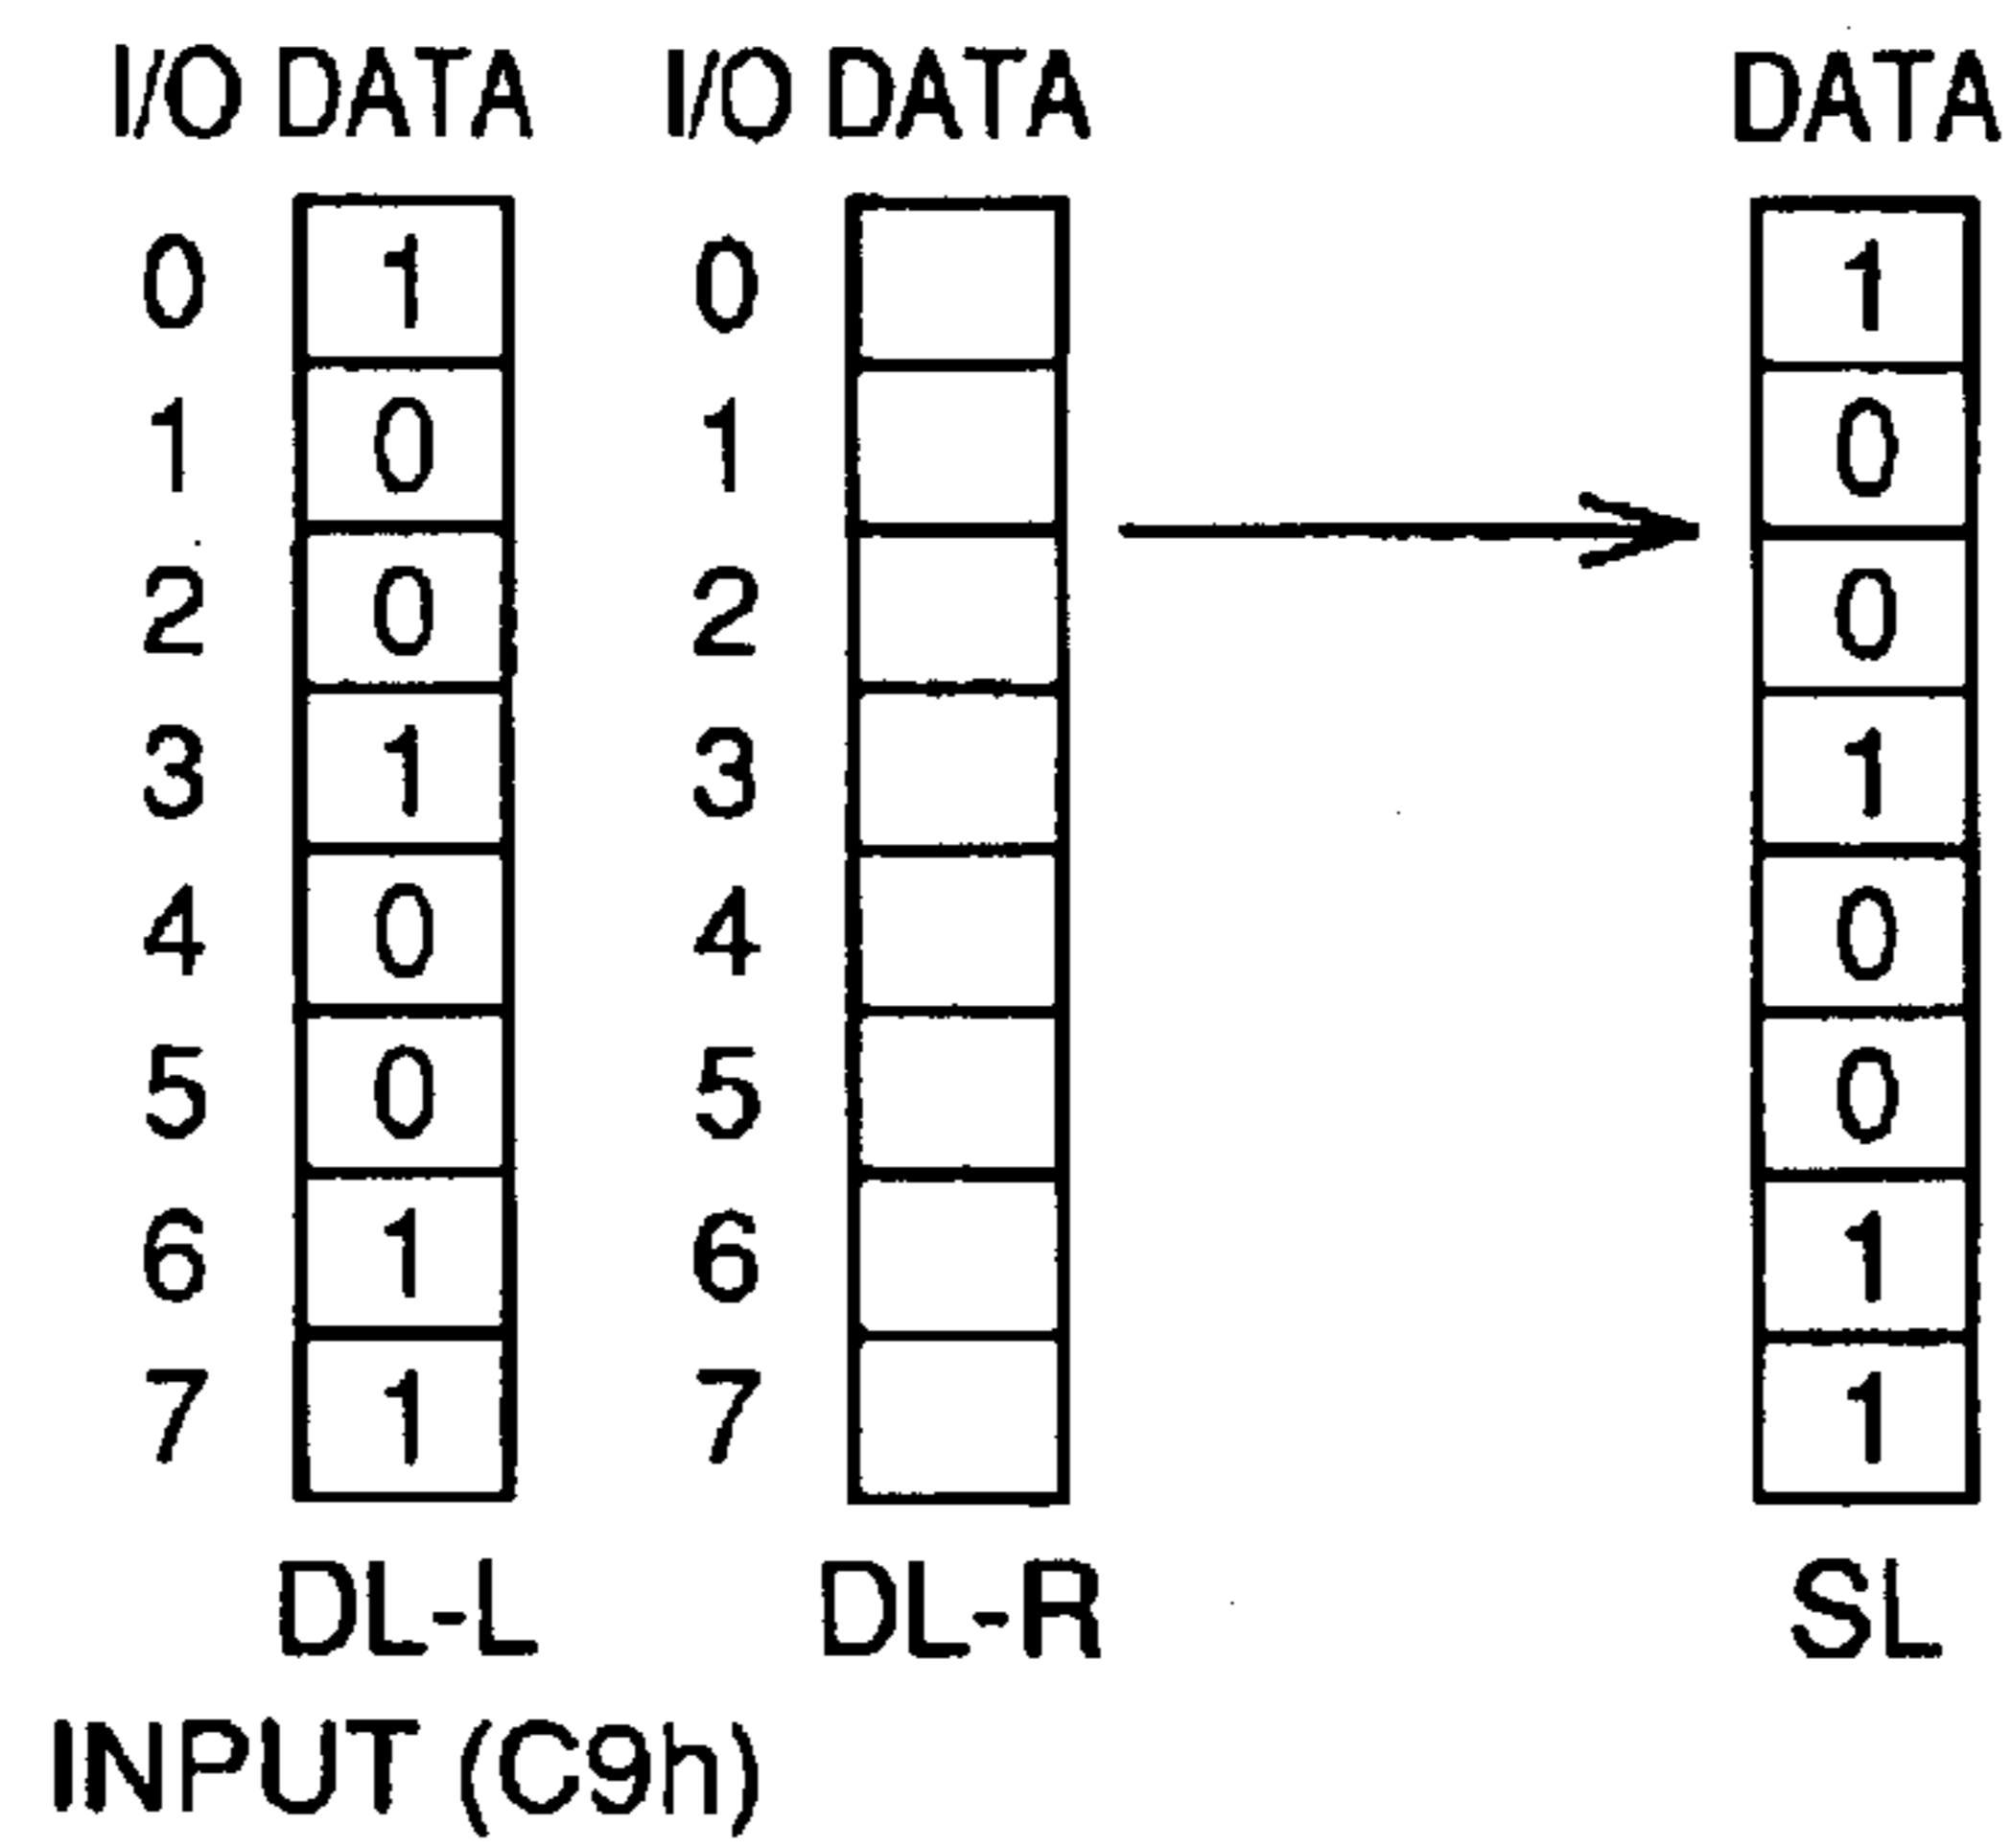 I/O DATA I/O DATA DATA
0 1 0 1
1 0 1 0
2 0 2 0
3 1 3 1
4 0 4 0
5 0 5 0
6 1 6 1
7 1 7 1
DL-L DL-R SL
INPUT (C9h)